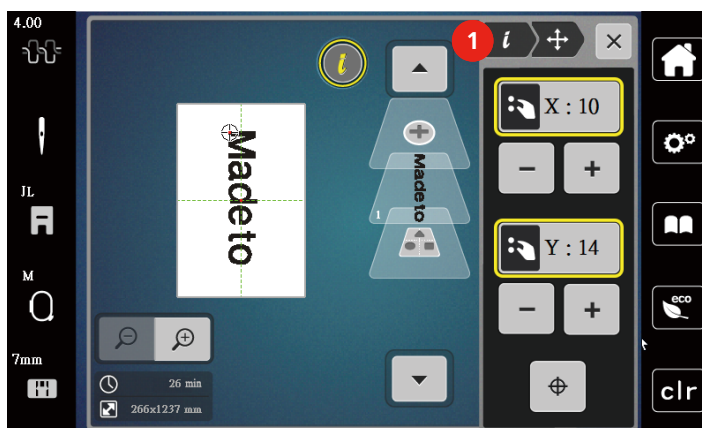 4.00
1
i
i
X : 10
− +
Made to
Made to
1
JL
Y : 14
− +
M
eco
7mm
26 min
266x1237 mm
clr